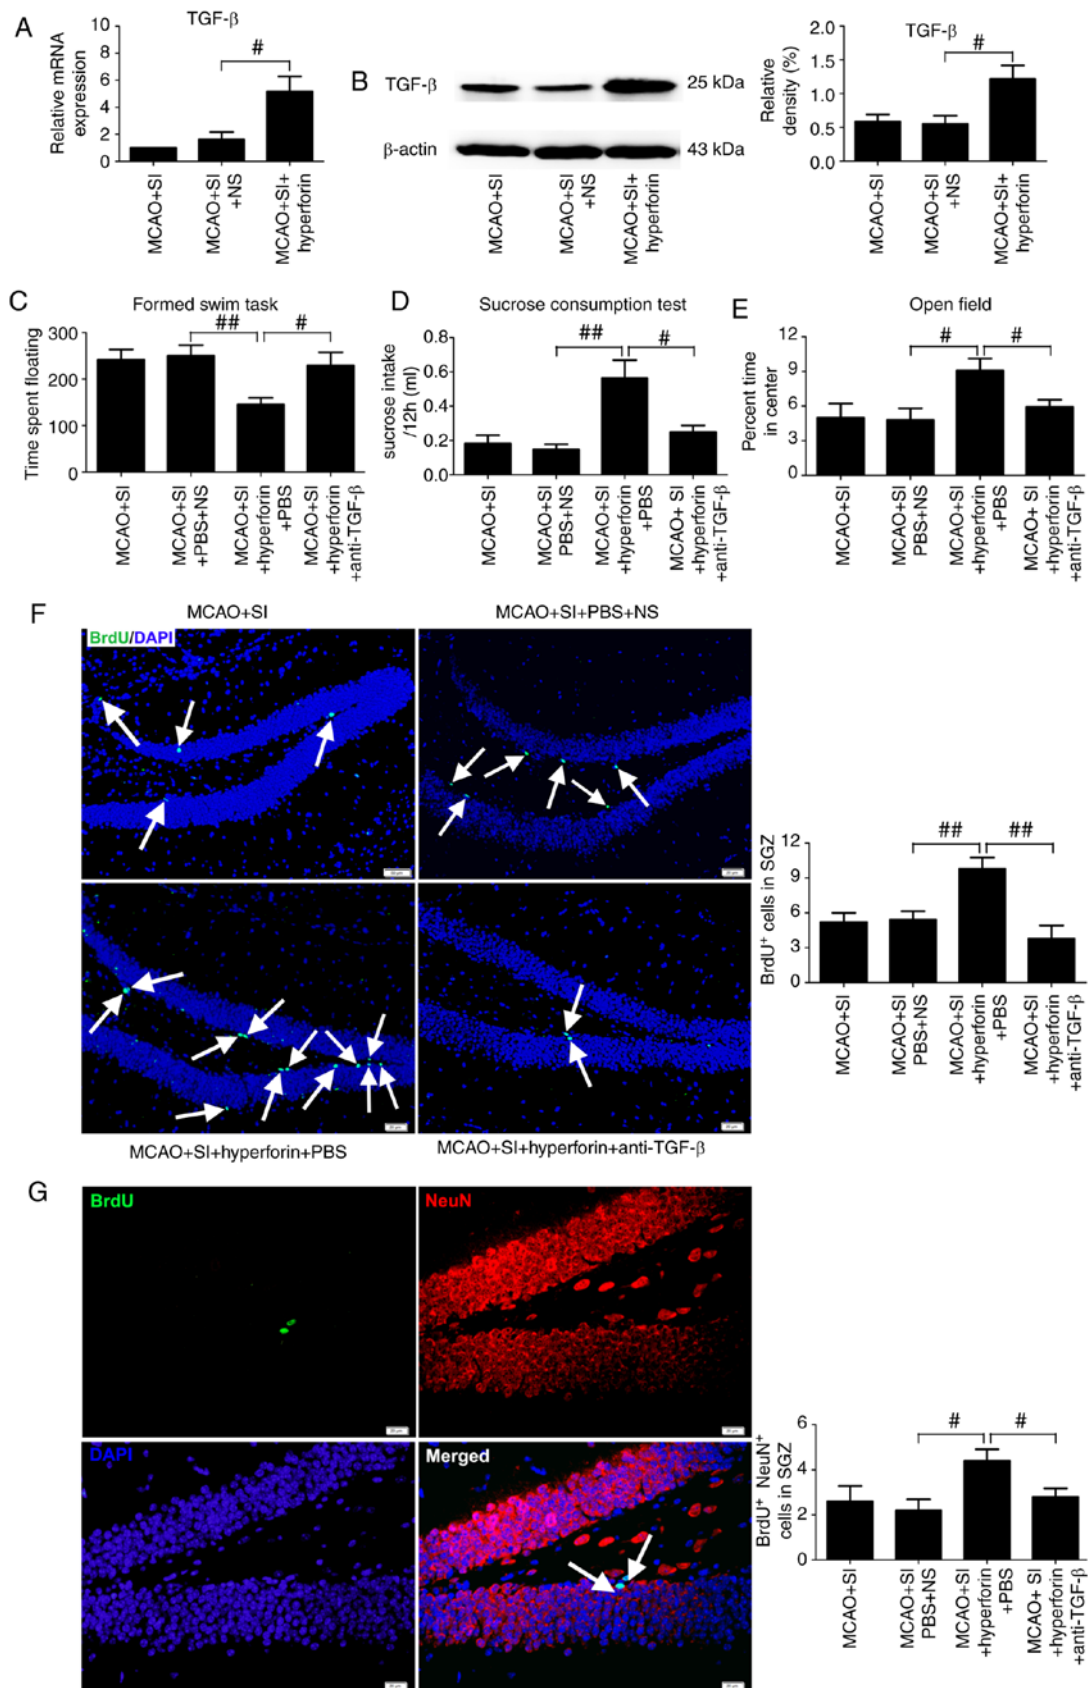 A
TGF-β
Relative mRNA
expression
10
8
6
4
2
0
#
MCAO+SI
MCAO+SI
+NS
MCAO+SI+
hyperforin
B
TGF-β
25 kDa
β-actin
43 kDa
MCAO+SI
MCAO+SI
+NS
MCAO+SI+
hyperforin
TGF-β
Relative
density (%)
2.0
1.5
1.0
0.5
0.0
#
MCAO+SI
MCAO+SI
+NS
MCAO+SI+
hyperforin
C
Formed swim task
Time spent floating
300
200
100
0
##
#
MCAO+SI
MCAO+SI
+PBS+NS
MCAO+SI
+hyperforin
+PBS
MCAO+SI
+hyperforin
+anti-TGF-β
D
Sucrose consumption test
sucrose intake
/12h (ml)
0.8
0.6
0.4
0.2
0.0
##
#
MCAO+SI
MCAO+SI
PBS+NS
MCAO+SI
+hyperforin
+PBS
MCAO+ SI
+hyperforin
+anti-TGF-β
E
Open field
Percent time
in center
12
9
6
3
0
#
#
MCAO+SI
MCAO+SI
PBS+NS
MCAO+SI
+hyperforin
+PBS
MCAO+ SI
+hyperforin
+anti-TGF-β
F
MCAO+SI
MCAO+SI+PBS+NS
BrdU/DAPI
MCAO+SI+hyperforin+PBS
MCAO+SI+hyperforin+anti-TGF-β
BrdU+ cells in SGZ
12
9
6
3
0
##
##
MCAO+SI
MCAO+SI
PBS+NS
MCAO+SI
+hyperforin
+PBS
MCAO+SI
+hyperforin
+anti-TGF-β
G
BrdU
NeuN
DAPI
Merged
BrdU+ NeuN+
cells in SGZ
6
4
2
0
#
#
MCAO+SI
MCAO+SI
PBS+NS
MCAO+SI
+hyperforin
+PBS
MCAO+ SI
+hyperforin
+anti-TGF-β